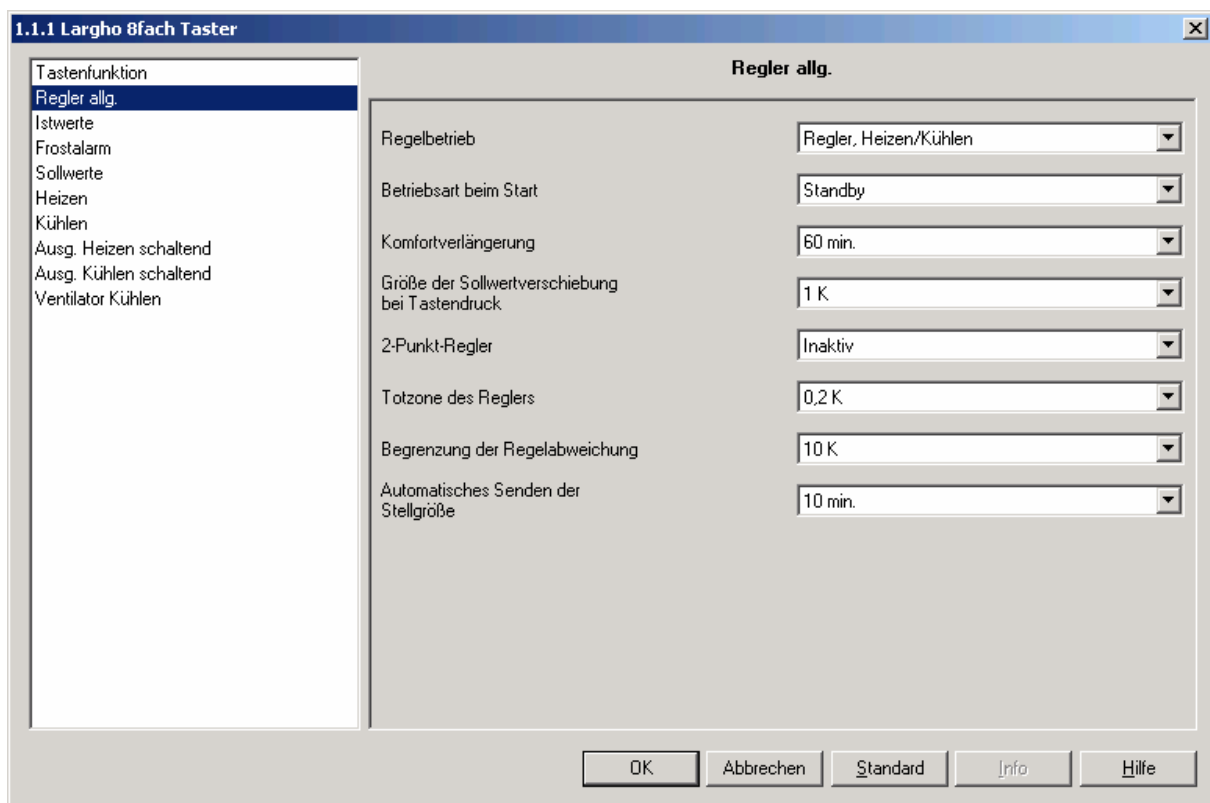 1.1.1 Largho 8fach Taster
Tastenfunktion
Regler allg.
Istwerte
Frostalarm
Sollwerte
Heizen
Kühlen
Ausg. Heizen schaltend
Ausg. Kühlen schaltend
Ventilator Kühlen
Regler allg.
Regelbetrieb
Regler, Heizen/Kühlen
Betriebsart beim Start
Standby
Komfortverlängerung
60 min.
Größe der Sollwertverschiebung
bei Tastendruck
1 K
2-Punkt-Regler
Inaktiv
Totzone des Reglers
0,2 K
Begrenzung der Regelabweichung
10 K
Automatisches Senden der
Stellgröße
10 min.
OK
Abbrechen
Standard
Info
Hilfe